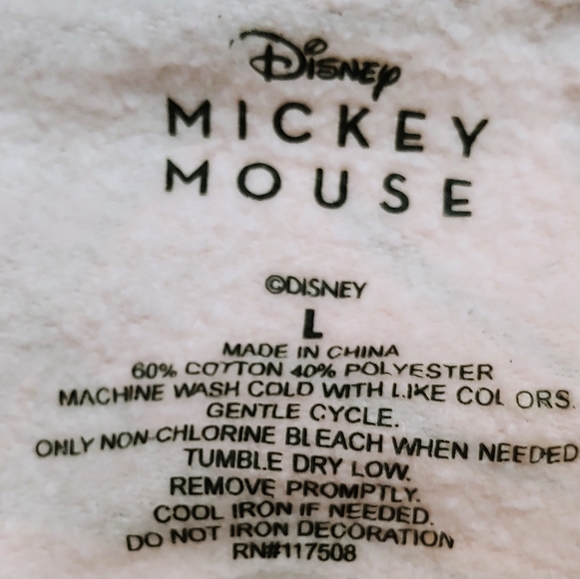 Disney
MICKEY
MOUSE
©DISNEY
L
MADE IN CHINA
60% COTTON 40% POLYESTER
MACHINE WASH COLD WITH LIKE COLORS.
GENTLE CYCLE.
ONLY NON-CHLORINE BLEACH WHEN NEEDED
TUMBLE DRY LOW.
REMOVE PROMPTLY.
COOL IRON IF NEEDED.
DO NOT IRON DECORATION
RN#117508